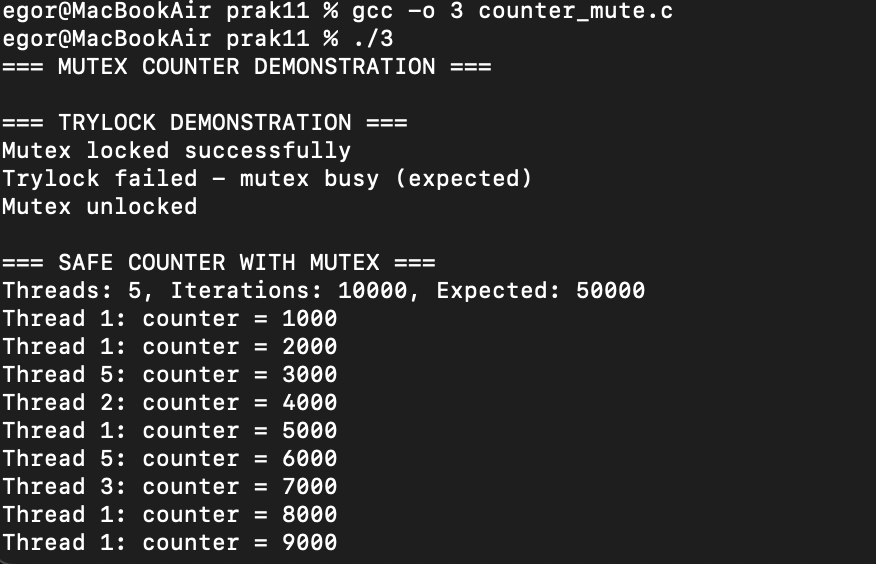 egor@MacBookAir prak11 % gcc -o 3 counter_mute.c
egor@MacBookAir prak11 % ./3
=== MUTEX COUNTER DEMONSTRATION ===
=== TRYLOCK DEMONSTRATION ===
Mutex locked successfully
Trylock failed - mutex busy (expected)
Mutex unlocked
=== SAFE COUNTER WITH MUTEX ===
Threads: 5, Iterations: 10000, Expected: 50000
Thread 1: counter = 1000
Thread 1: counter = 2000
Thread 5: counter = 3000
Thread 2: counter = 4000
Thread 1: counter = 5000
Thread 5: counter = 6000
Thread 3: counter = 7000
Thread 1: counter = 8000
Thread 1: counter = 9000